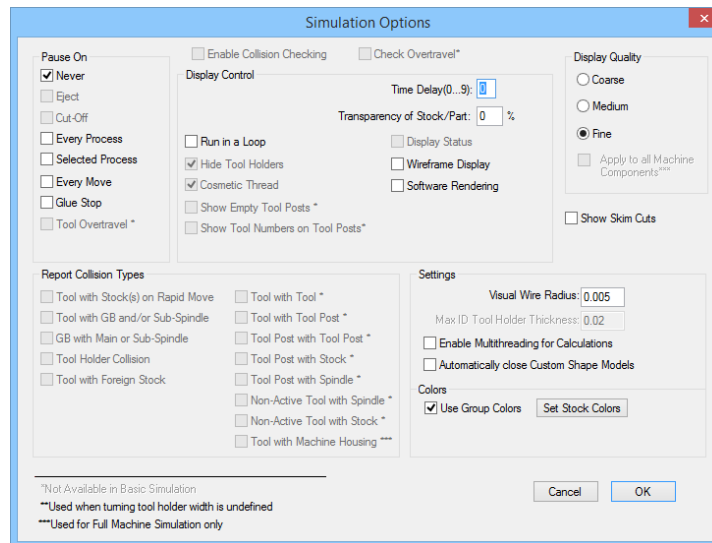 Simulation Options
Pause On
Never
Eject
Cut-Off
Every Process
Selected Process
Every Move
Glue Stop
Tool Overtravel *
Enable Collision Checking
Check Overtravel*
Display Control
Time Delay(0...9): 0
Transparency of Stock/Part: 0 %
Run in a Loop
Display Status
Hide Tool Holders
Wireframe Display
Cosmetic Thread
Software Rendering
Show Empty Tool Posts *
Show Tool Numbers on Tool Posts*
Display Quality
Coarse
Medium
Fine
Apply to all Machine
Components***
Show Skim Cuts
Report Collision Types
Tool with Stock(s) on Rapid Move
Tool with GB and/or Sub-Spindle
GB with Main or Sub-Spindle
Tool Holder Collision
Tool with Foreign Stock
Tool with Tool *
Tool with Tool Post *
Tool Post with Tool Post *
Tool Post with Stock *
Tool Post with Spindle *
Non-Active Tool with Spindle *
Non-Active Tool with Stock *
Tool with Machine Housing ***
Settings
Visual Wire Radius: 0.005
Max ID Tool Holder Thickness: 0.02
Enable Multithreading for Calculations
Automatically close Custom Shape Models
Colors
Use Group Colors
Set Stock Colors
*Not Available in Basic Simulation
**Used when turning tool holder width is undefined
***Used for Full Machine Simulation only
Cancel
OK